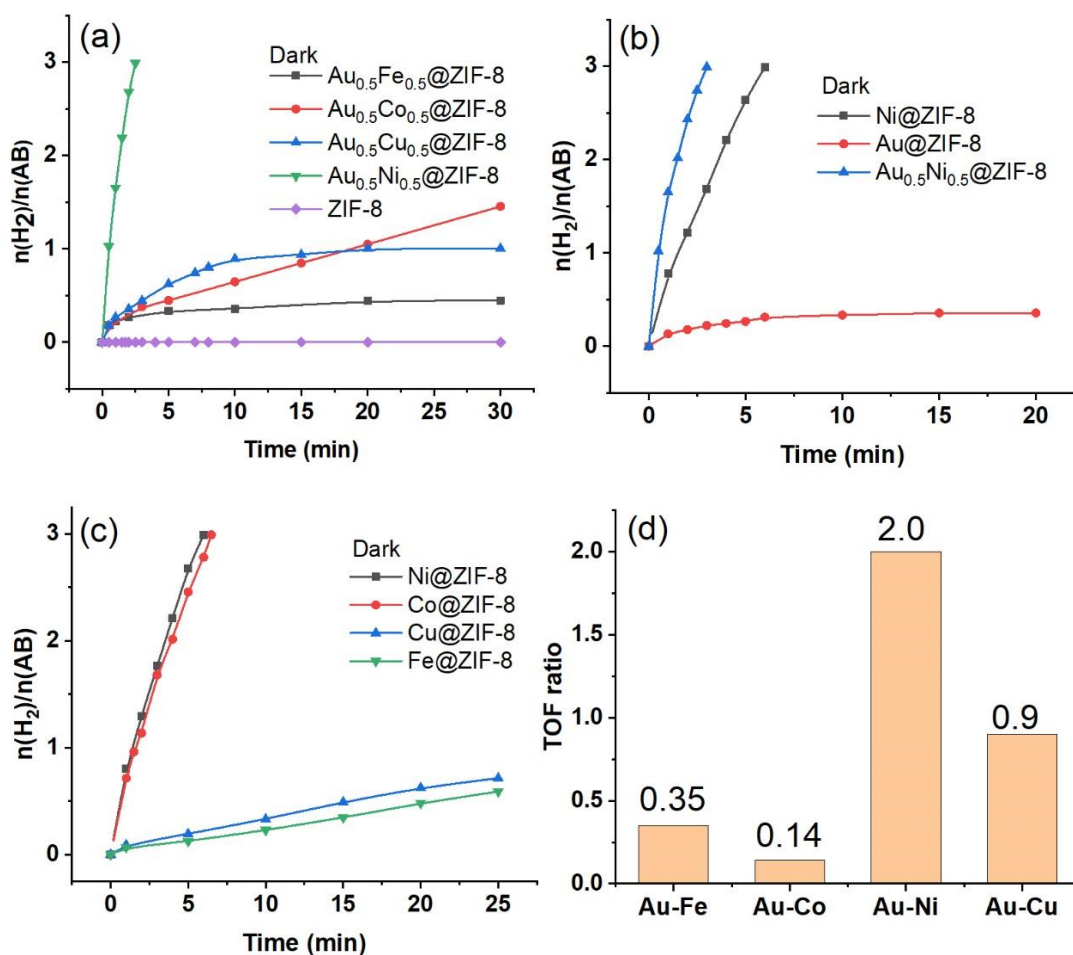 (a)
Dark
Au0.5Fe0.5@ZIF-8
Au0.5Co0.5@ZIF-8
Au0.5Cu0.5@ZIF-8
Au0.5Ni0.5@ZIF-8
ZIF-8
n(H2)/n(AB)
3
2
1
0
0 5 10 15 20 25 30
Time (min)
(b)
Dark
Ni@ZIF-8
Au@ZIF-8
Au0.5Ni0.5@ZIF-8
n(H2)/n(AB)
3
2
1
0
0 5 10 15 20
Time (min)
(c)
Dark
Ni@ZIF-8
Co@ZIF-8
Cu@ZIF-8
Fe@ZIF-8
n(H2)/n(AB)
3
2
1
0
0 5 10 15 20 25
Time (min)
(d)
TOF ratio
2.0
1.5
1.0
0.5
0.0
0.35
0.14
2.0
0.9
Au-Fe Au-Co Au-Ni Au-Cu